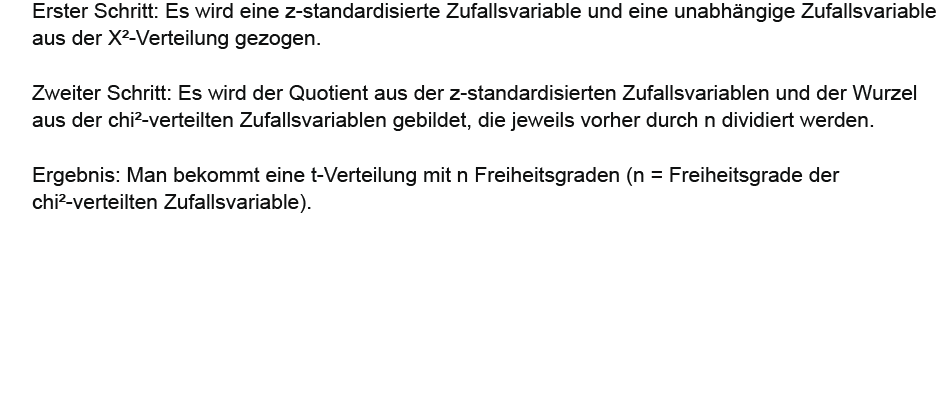 Erster Schritt: Es wird eine z-standardisierte Zufallsvariable und eine unabhängige Zufallsvariable
aus der X²-Verteilung gezogen.
Zweiter Schritt: Es wird der Quotient aus der z-standardisierten Zufallsvariablen und der Wurzel
aus der chi²-verteilten Zufallsvariablen gebildet, die jeweils vorher durch n dividiert werden.
Ergebnis: Man bekommt eine t-Verteilung mit n Freiheitsgraden (n = Freiheitsgrade der
chi²-verteilten Zufallsvariable).